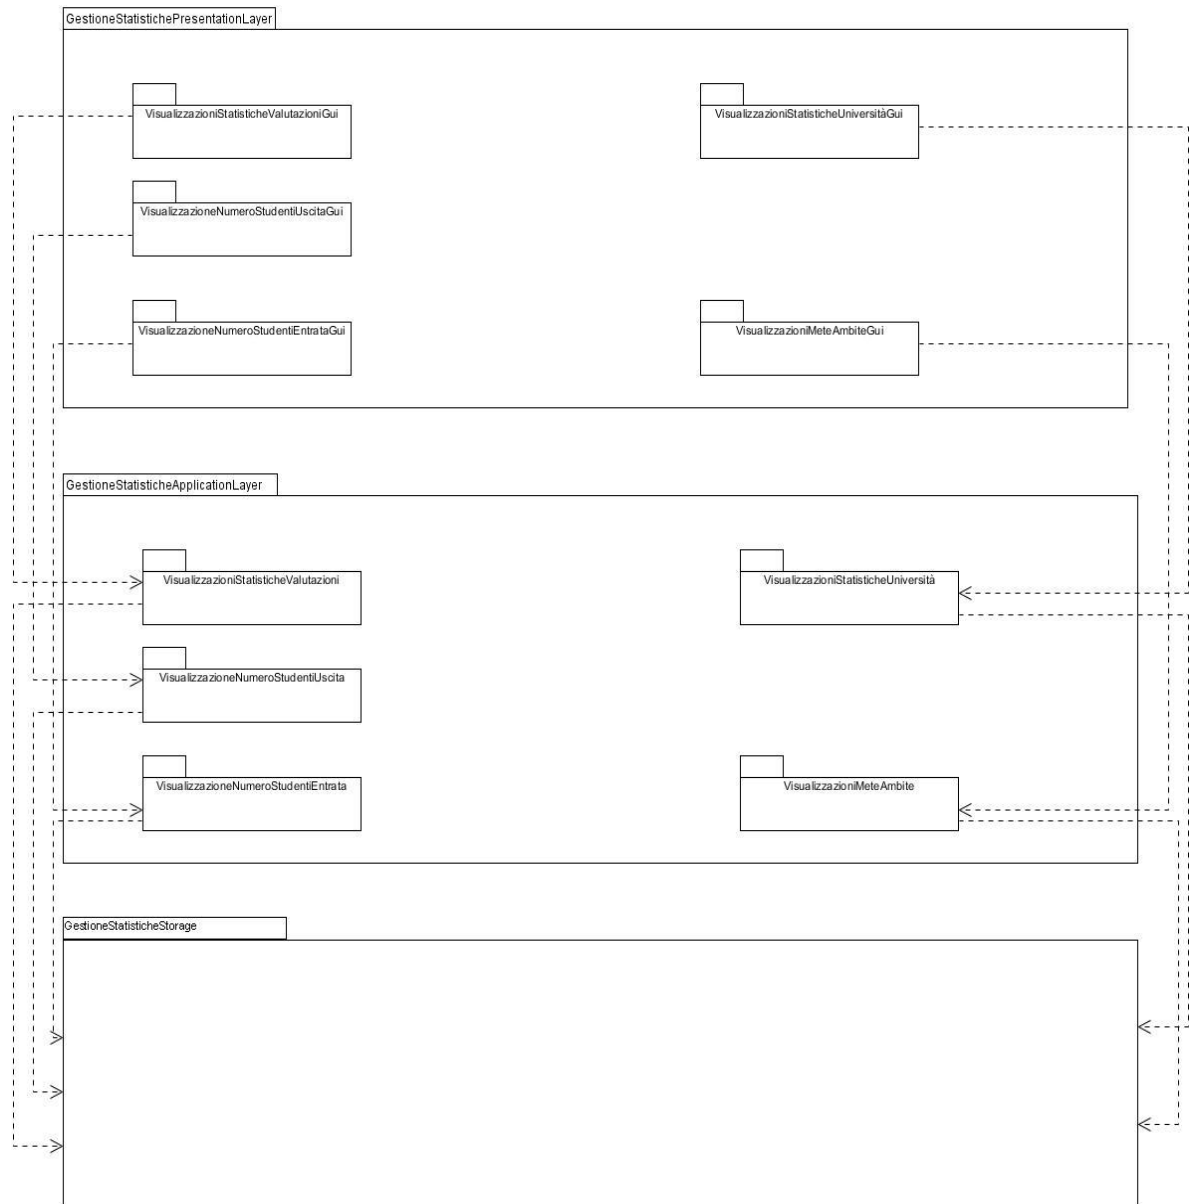 GestioneStatistichePresentationLayer
VisualizzazioniStatisticheValutazioniGui
VisualizzazioniStatisticheUniversitàGui
VisualizzazioneNumeroStudentiUscitaGui
VisualizzazioneNumeroStudentiEntrataGui
VisualizzazioniMeteAmbiteGui
GestioneStatisticheApplicationLayer
VisualizzazioniStatisticheValutazioni
VisualizzazioniStatisticheUniversità
VisualizzazioneNumeroStudentiUscita
VisualizzazioneNumeroStudentiEntrata
VisualizzazioniMeteAmbite
GestioneStatisticheStorage